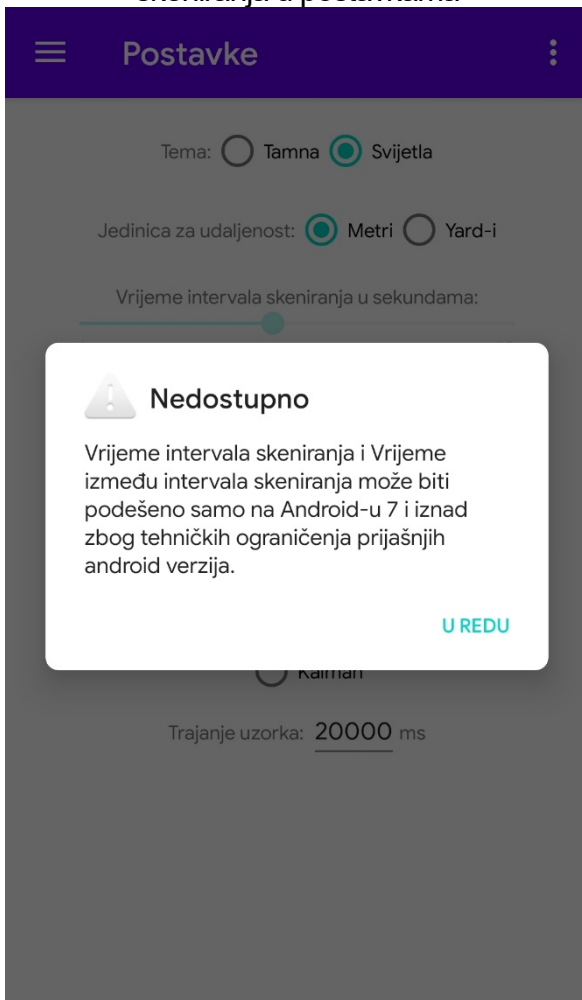 skeniranja u postavkama
Postavke
Tema: Tamna Svijetla
Jedinica za udaljenost: Metri Yard-i
Vrijeme intervala skeniranja u sekundama:
Nedostupno
Vrijeme intervala skeniranja i Vrijeme
između intervala skeniranja može biti
podešeno samo na Android-u 7 i iznad
zbog tehničkih ograničenja prijašnjih
android verzija.
U REDU
Kalman
Trajanje uzorka: 20000 ms